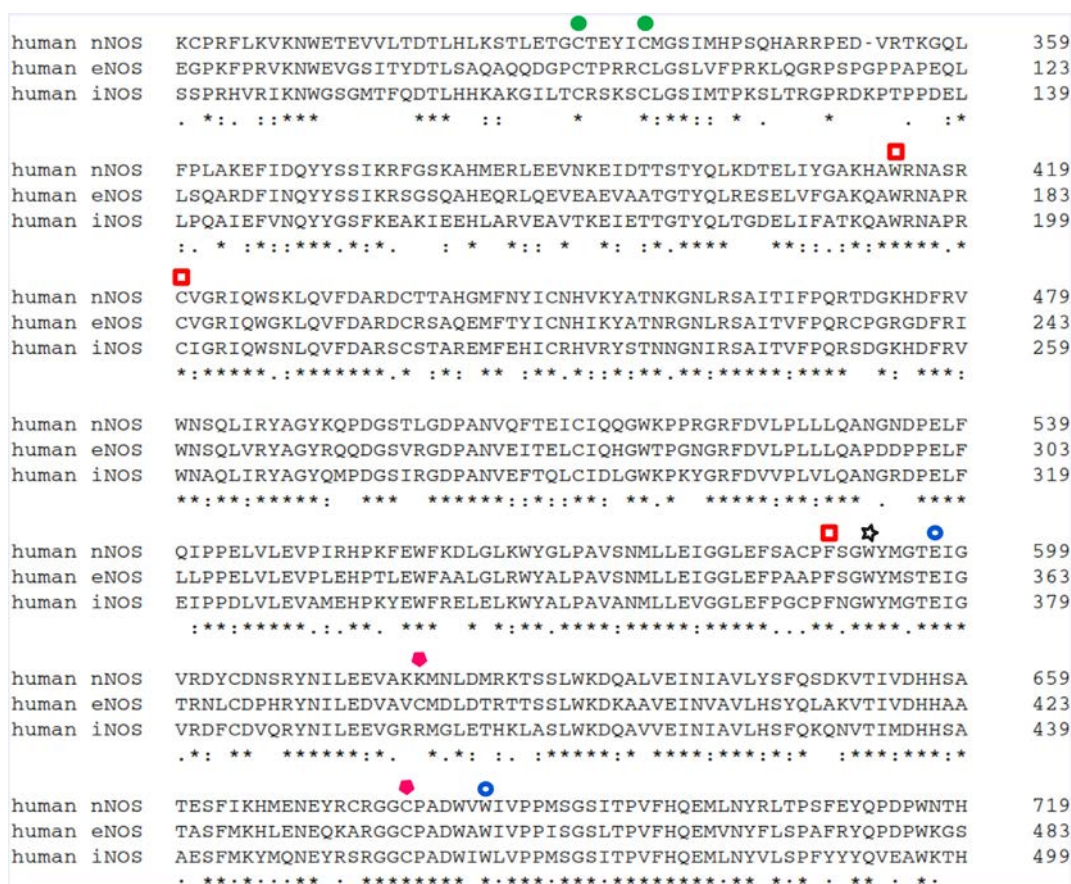 human nNOS KCPRFLKVKNWETEVVLTDTLHLKSTLETGCTEYICMGSIMHPSQHARRPED-VRTKGQL 359
human eNOS EGPKFPRVKNWEVGSITYDTLSAQAQQDGPCTPRRCLGSLVFPRKLQGRPSPGPPAPEQL 123
human iNOS SSPRHVRIKNWGSGMTFQDTLHHKAKGILTCRSKSCLGSIMTPKSLTRGPRDKPTPPDEL 139
. *:. ::*** *** :: * *:**:: * . * . :*
human nNOS FPLAKEFIDQYYSSIKRFGSKAHMERLEEVNKEIDTTSTYQLKDTELIYGAKHAWRNASR 419
human eNOS LSQARDFINQYYSSIKRSGSQAHEQRLQEVEAEVAATGTYQLRESELVFGAKQAWRNAPR 183
human iNOS LPQAIEFVNQYYGSFKEAKIEEHLARVEAVTKEIETTGTYQLTGDELIFATKQAWRNAPR 199
:. * :*::***.*:*. : * *:: * *: :*.**** **::.:*:*****.*
human nNOS CVGRIQWSKLQVFDARDCTTAHGMFNYICNHVKYATNKGNLRSAITIFPQRTDGKHDFRV 479
human eNOS CVGRIQWGKLQVFDARDCRSAQEMFTYICNHIKYATNRGNLRSAITVFPQRCPGRGDFRI 243
human iNOS CIGRIQWSNLQVFDARSCSTAREMFEHICRHVRYSTNNGNIRSAITVFPQRSDGKHDFRV 259
*:*****.:*******.* :*: ** :**.*::*:**.**:*****:**** *: ***:
human nNOS WNSQLIRYAGYKQPDGSTLGDPANVQFTEICIQQGWKPPRGRFDVLPLLLQANGNDPELF 539
human eNOS WNSQLVRYAGYRQQDGSVRGDPANVEITELCIQHGWTPGNGRFDVLPLLLQAPDDPPELF 303
human iNOS WNAQLIRYAGYQMPDGSIRGDPANVEFTQLCIDLGWKPKYGRFDVVPLVLQANGRDPELF 319
**:**:*****: *** ******::*::**: **.* *****:**:*** . ****
human nNOS QIPPELVLEVPIRHPKFEWFKDLGLKWYGLPAVSNMLLEIGGLEFSACPFSGWYMGTEIG 599
human eNOS LLPPELVLEVPLEHPTLEWFAALGLRWYALPAVSNMLLEIGGLEFPAAPFSGWYMSTEIG 363
human iNOS EIPPDLVLEVAMEHPKYEWFRELELKWYALPAVANMLLEVGGLEFPGCPFNGWYMGTEIG 379
:**:*****.:.**. *** * *:**.****:*****:*****...**.****.****
human nNOS VRDYCDNSRYNILEEVAKKMNLDMRKTSSLWKDQALVEINIAVLYSFQSDKVTIVDHHSA 659
human eNOS TRNLCDPHRYNILEDVAVCMDLDTRTTSSLWKDKAAVEINVAVLHSYQLAKVTIVDHHAA 423
human iNOS VRDFCDVQRYNILEEVGRRMGLETHKLASLWKDQAVVEINIAVLHSFQKQNVTIMDHHSA 439
.*: ** ******:*. *.*: :. :*****:* ****:***:*:* :***:***:*
human nNOS TESFIKHMENEYRCRGGCPADWVWIVPPMSGSITPVFHQEMLNYRLTPSFEYQPDPWNTH 719
human eNOS TASFMKHLENEQKARGGCPADWAWIVPPISGSLTPVFHQEMVNYFLSPAFRYQPDPWKGS 483
human iNOS AESFMKYMQNEYRSRGGCPADWIWLVPPMSGSITPVFHQEMLNYVLSPFYYYQVEAWKTH 499